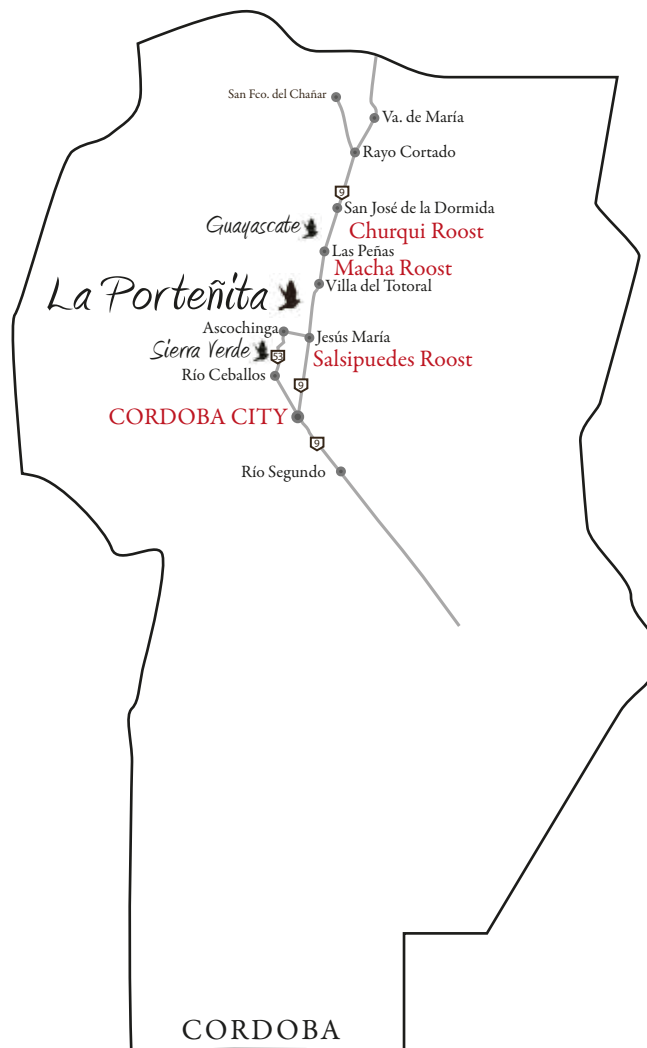 San Fco. del Chañar
Va. de María
Rayo Cortado
9
San José de la Dormida
Guayascate
Churqui Roost
Las Peñas
Macha Roost
La Porteñita
Villa del Totoral
Ascochinga
Jesús María
Sierra Verde
53
Salsipuedes Roost
Río Ceballos
9
CORDOBA CITY
9
Río Segundo
CORDOBA